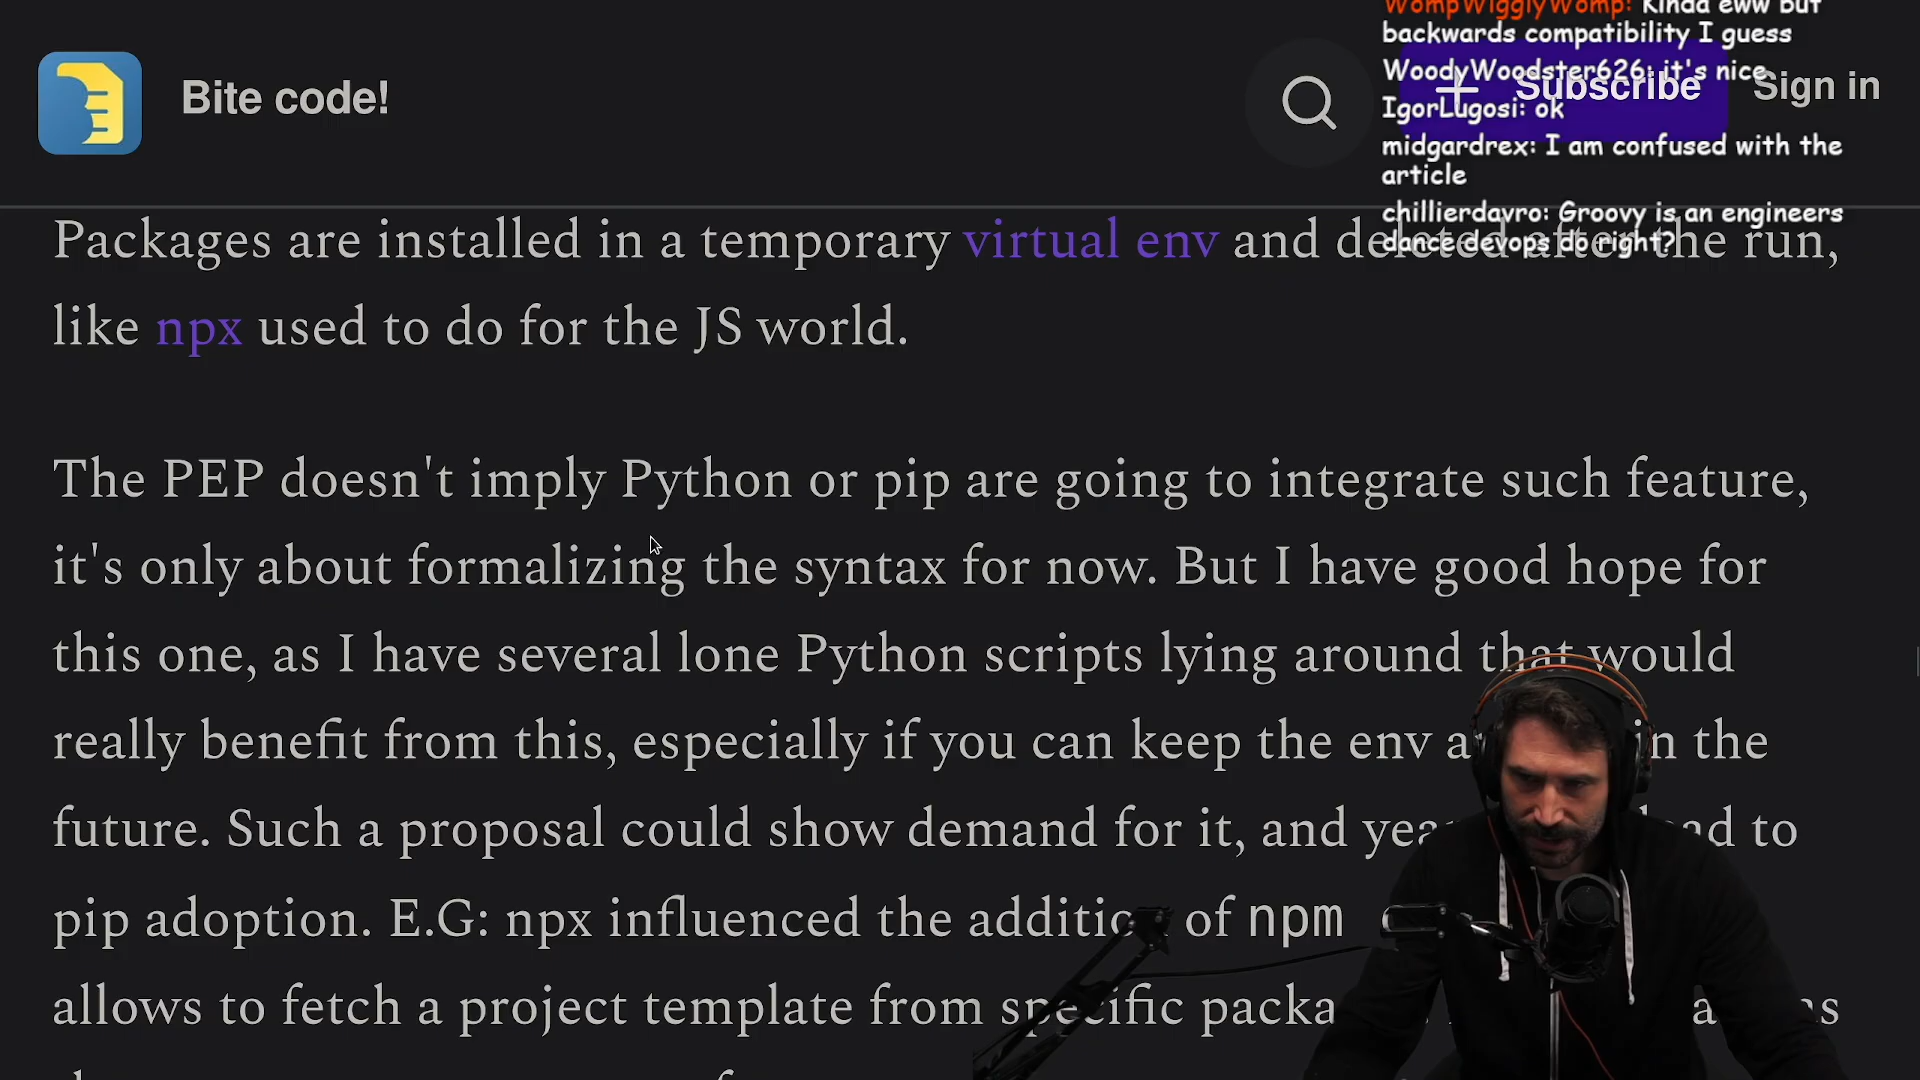 Bite code!
Subscribe
Sign in
WompWigglyWomp: Kinda eww but
backwards compatibility I guess
WoodyWoodster626: it's nice
IgorLugosi: ok
midgardrex: I am confused with the
article
chillierdavro: Groovy is an engineers
dance devops do right?
Packages are installed in a temporary virtual env and deleted after the run,
like npx used to do for the JS world.
The PEP doesn't imply Python or pip are going to integrate such feature,
it's only about formalizing the syntax for now. But I have good hope for
this one, as I have several lone Python scripts lying around that would
really benefit from this, especially if you can keep the env in the
future. Such a proposal could show demand for it, and to
pip adoption. E.G: npx influenced the addition of npm
allows to fetch a project template from specific